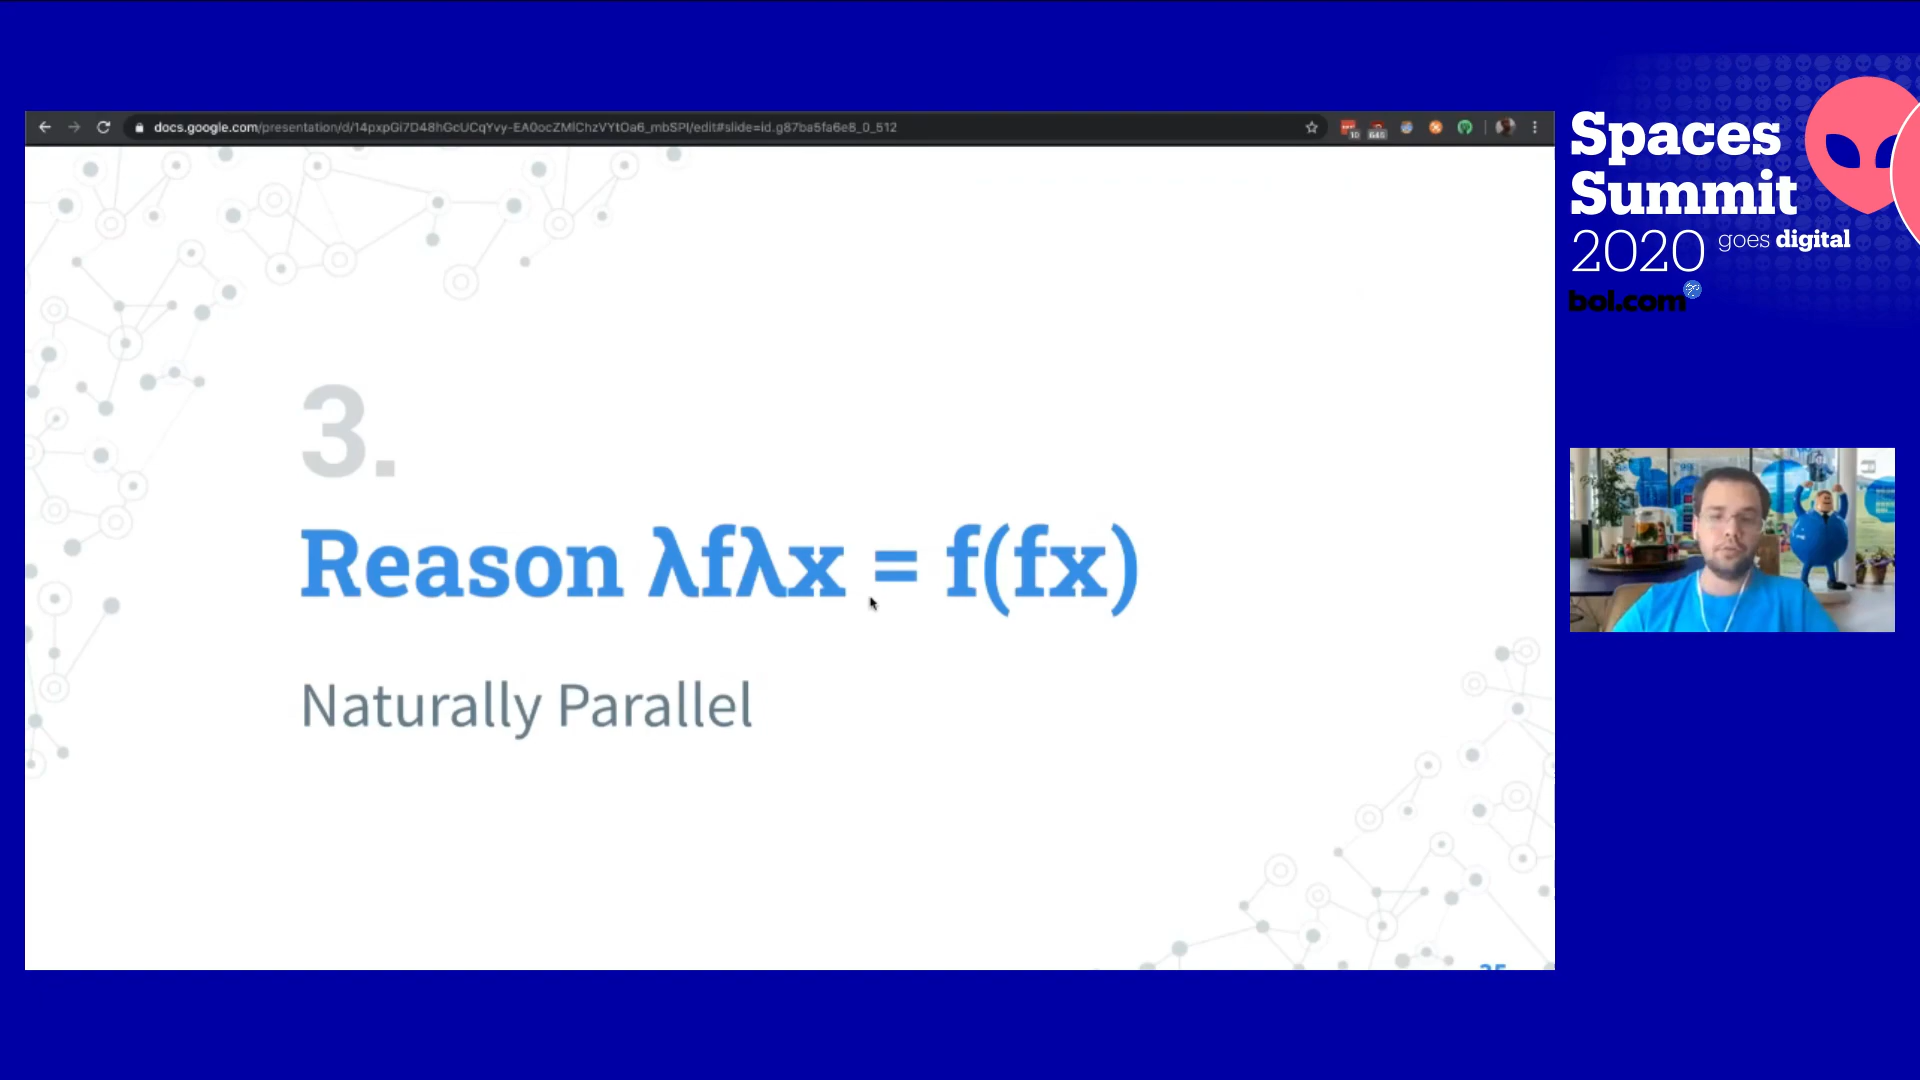 docs.google.com/presentation/d/14pxpGi7D48hGcUCqYvy-EA0ocZMlChzVYtOa6_mbSPI/edit#slide=id.g87ba5fa6e8_0_512
3.
Reason λfλx = f(fx)
Naturally Parallel
Spaces
Summit
2020 goes digital
bol.com